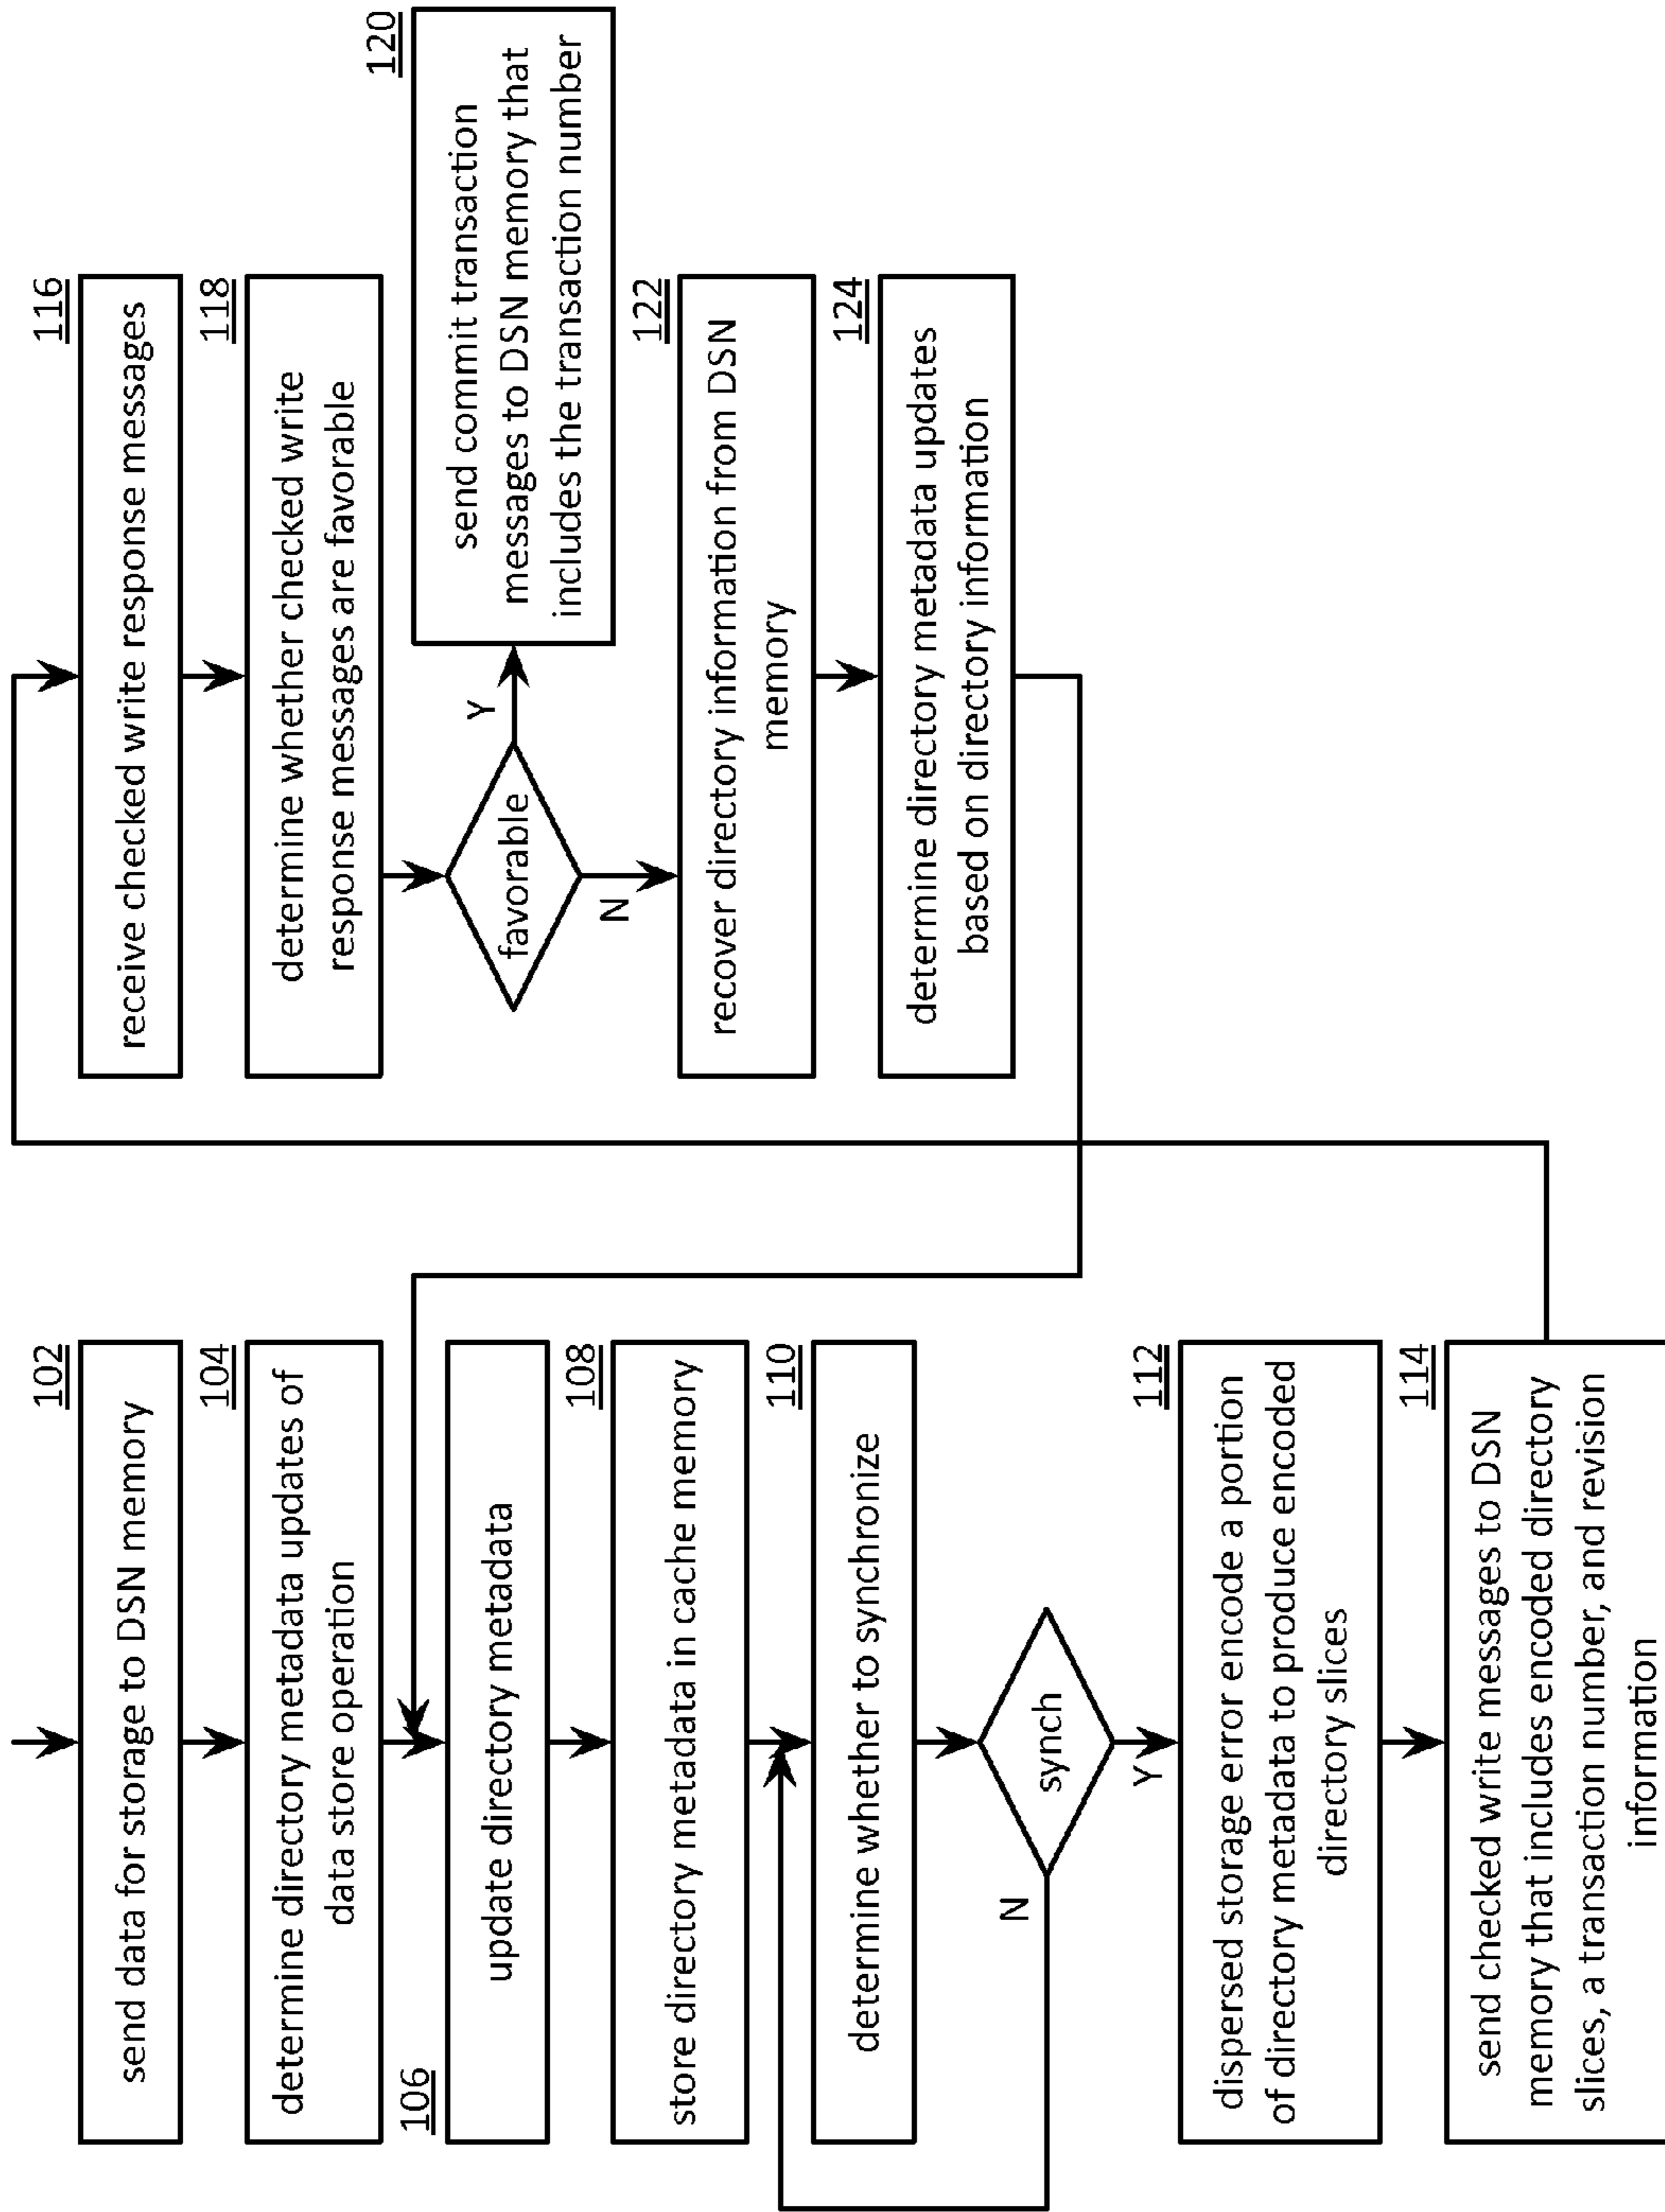 102
send data for storage to DSN memory
104
determine directory metadata updates of
data store operation
106
update directory metadata
108
store directory metadata in cache memory
110
determine whether to synchronize
synch
N
Y
112
dispersed storage error encode a portion
of directory metadata to produce encoded
directory slices
114
send checked write messages to DSN
memory that includes encoded directory
slices, a transaction number, and revision
information
116
receive checked write response messages
118
determine whether checked write
response messages are favorable
favorable
Y
N
120
send commit transaction
messages to DSN memory that
includes the transaction number
122
recover directory information from DSN
memory
124
determine directory metadata updates
based on directory information